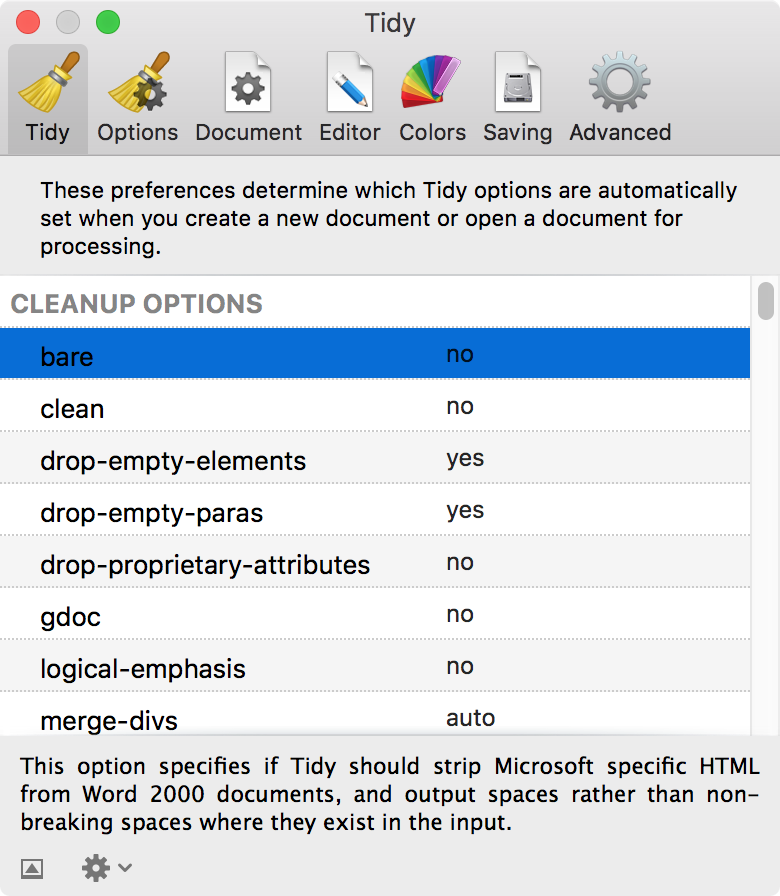 Tidy
Tidy Options Document Editor Colors Saving Advanced
These preferences determine which Tidy options are automatically
set when you create a new document or open a document for
processing.
CLEANUP OPTIONS
bare no
clean no
drop-empty-elements yes
drop-empty-paras yes
drop-proprietary-attributes no
gdoc no
logical-emphasis no
merge-divs auto
This option specifies if Tidy should strip Microsoft specific HTML
from Word 2000 documents, and output spaces rather than non-
breaking spaces where they exist in the input.